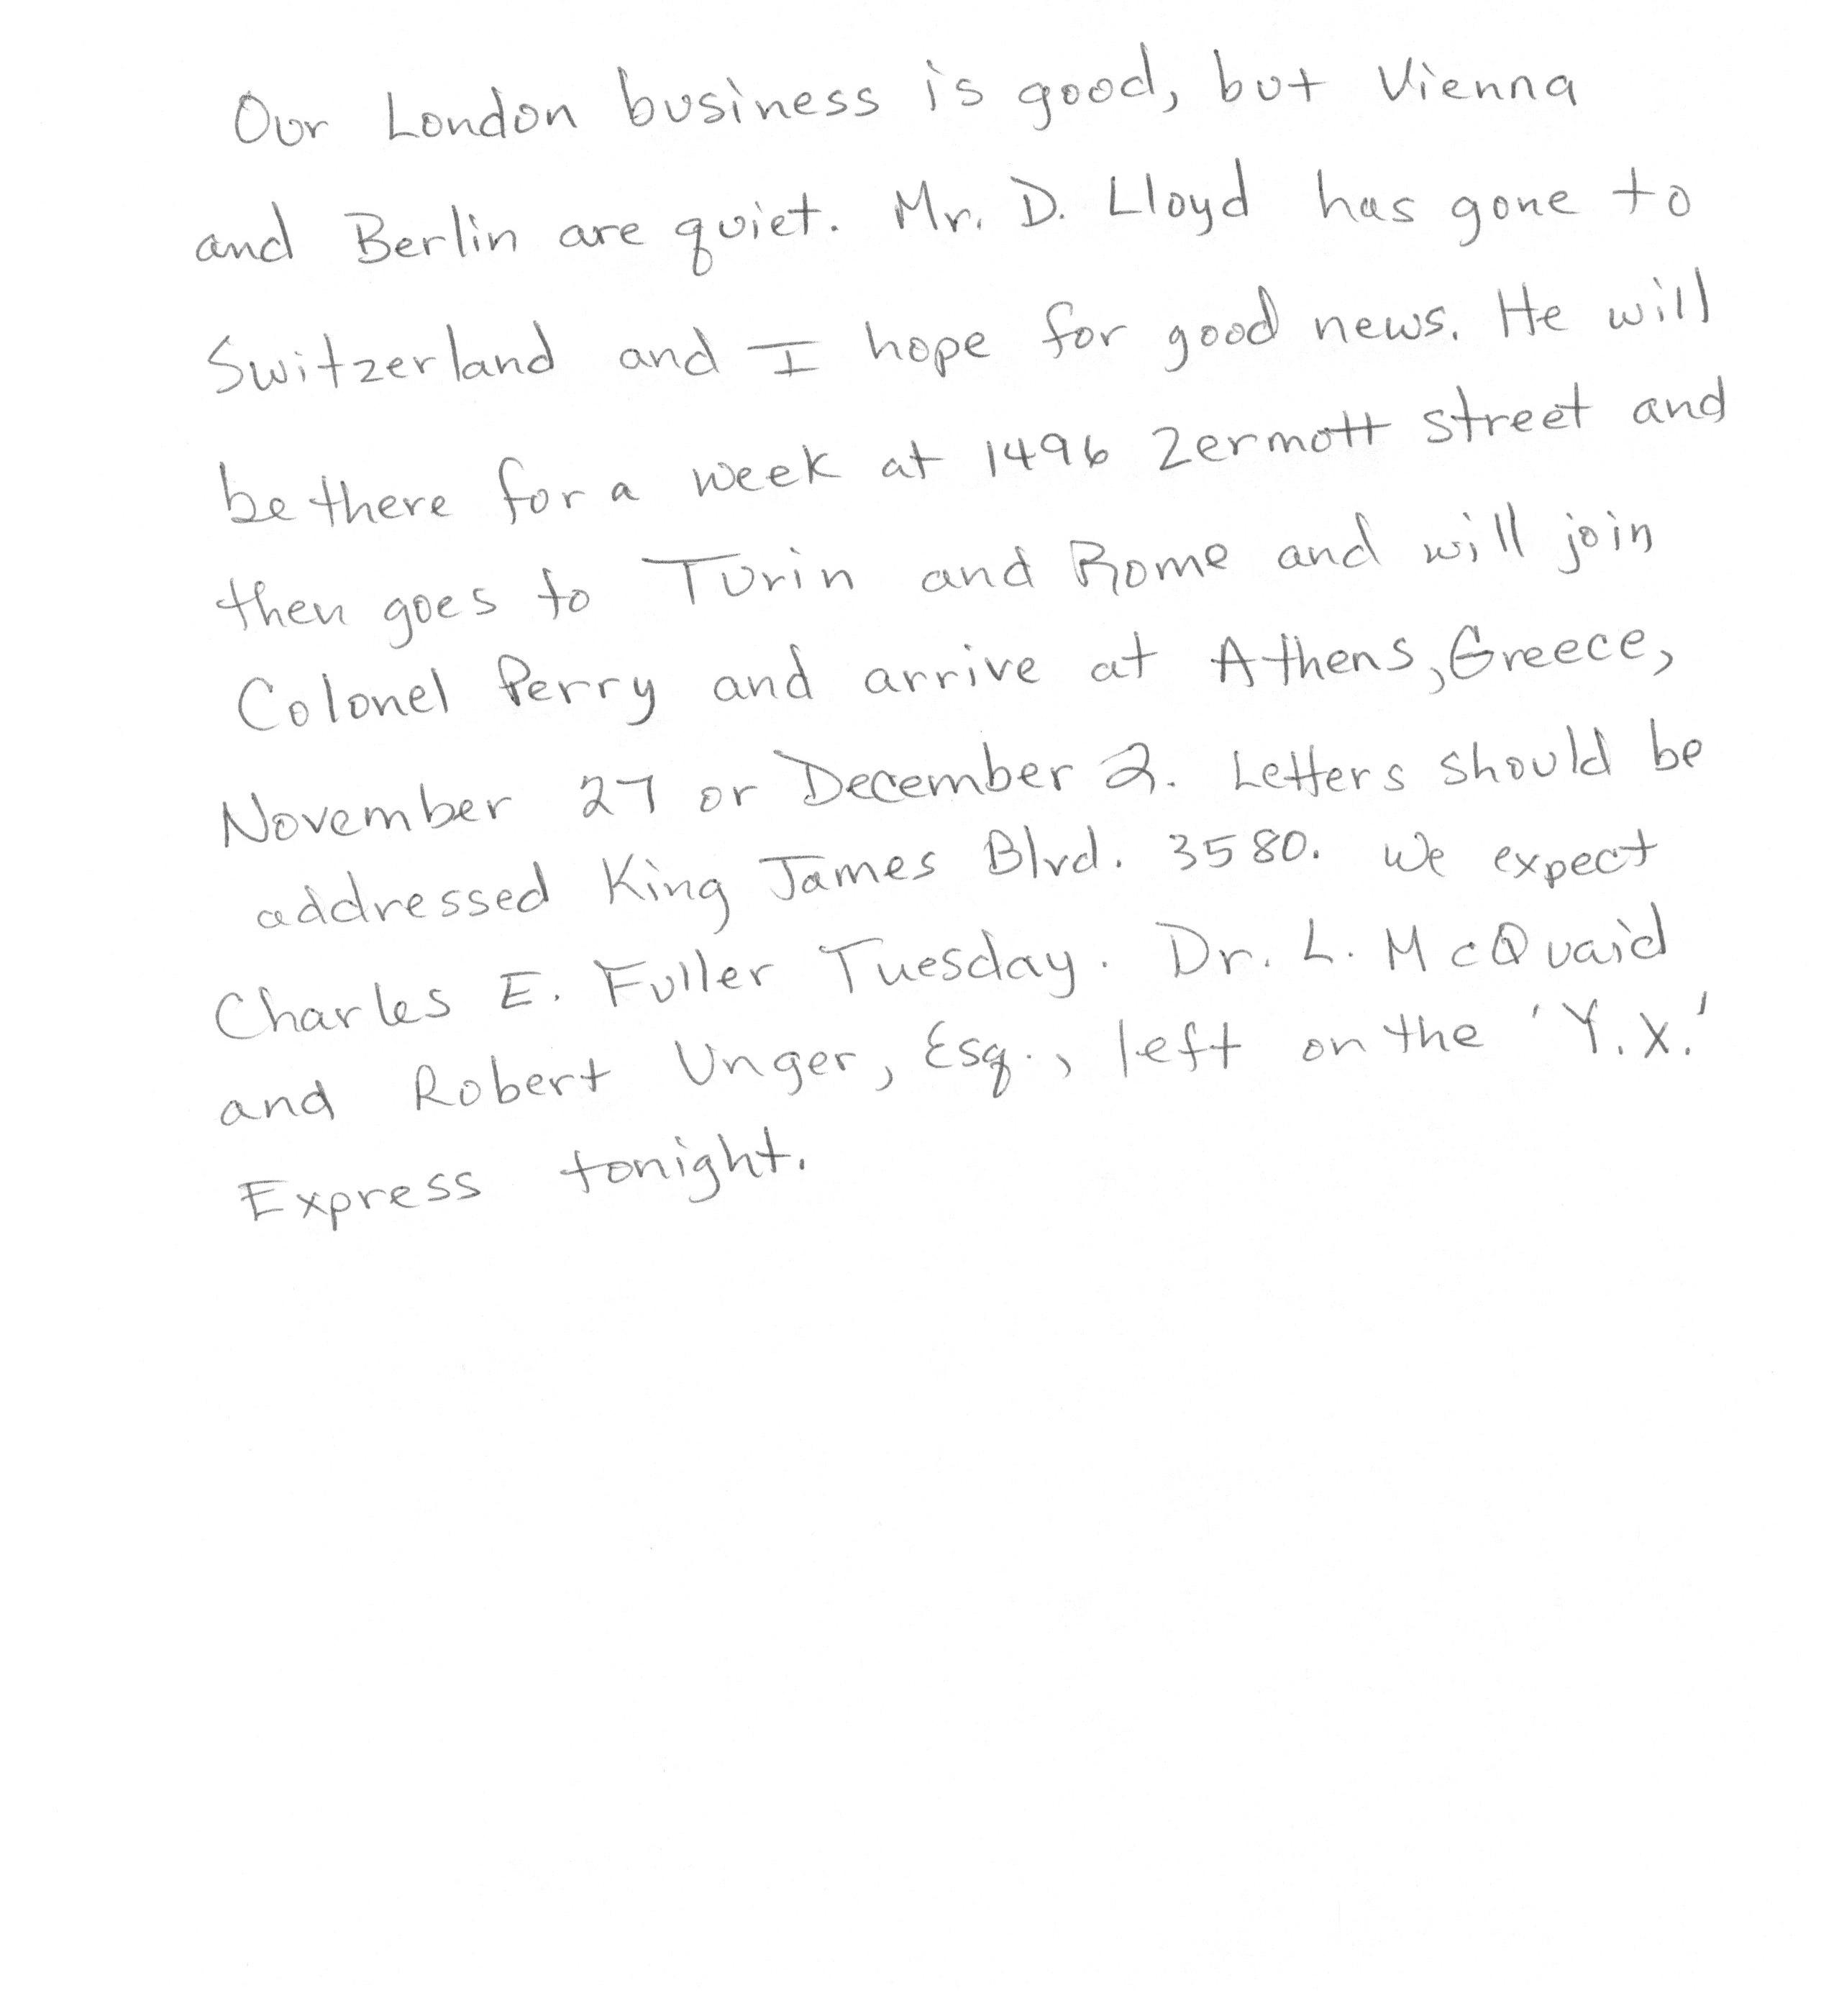 Our London business is good, but Vienna
and Berlin are quiet. Mr. D. Lloyd has gone to
Switzerland and I hope for good news. He will
be there for a week at 1496 Zermott street and
then goes to Turin and Rome and will join
Colonel Perry and arrive at Athens, Greece,
November 27 or December 2. Letters should be
addressed King James Blvd. 3580. We expect
Charles E. Fuller Tuesday. Dr. L. McQuaid
and Robert Unger, Esq., left on the 'Y.X.'
Express tonight.